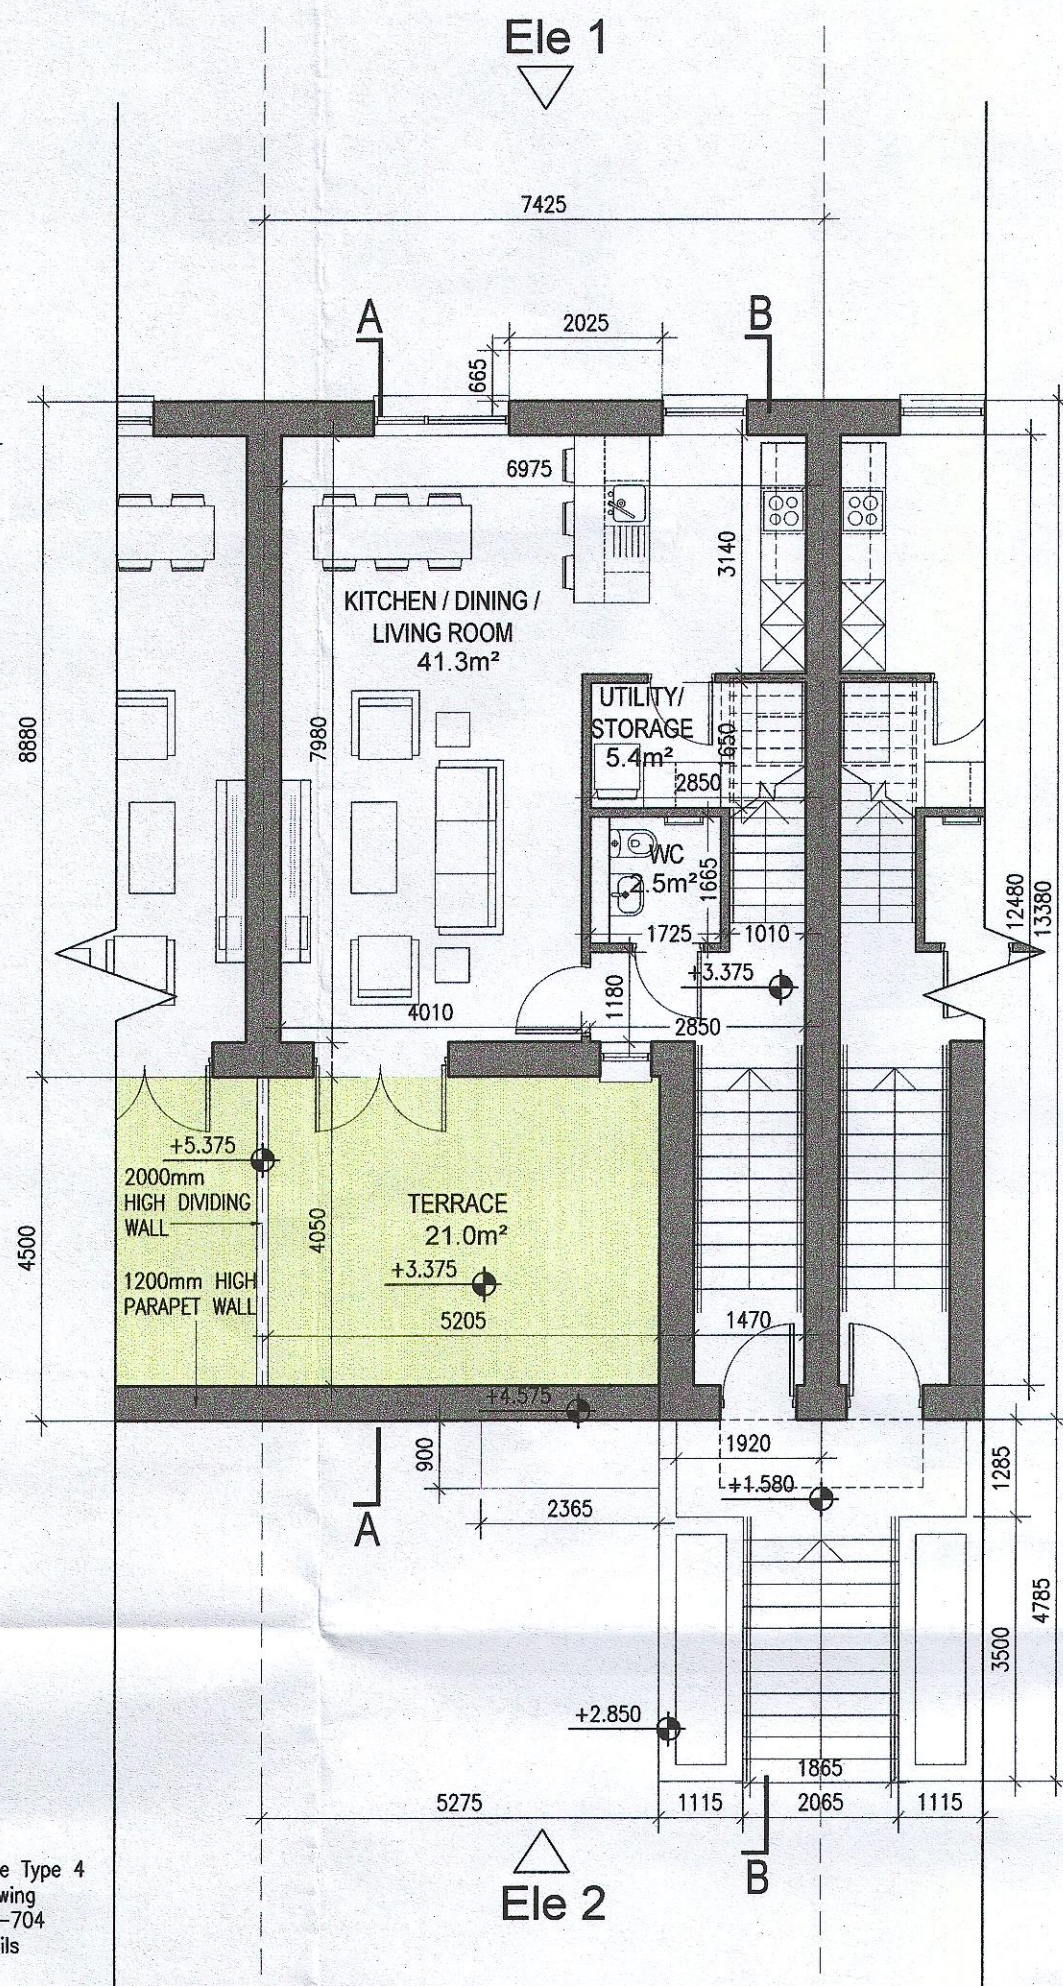 Ele 1
7425
A
B
2025
665
6975
3140
KITCHEN / DINING /
LIVING ROOM
41.3m²
UTILITY/
STORAGE
5.4m²
1650
2850
8880
7980
WC
2.5m²
1665
1725
1010
12480
13380
+3.375
1180
4010
2850
+5.375
2000mm
HIGH DIVIDING
WALL
TERRACE
21.0m²
4050
4500
+3.375
1200mm HIGH
PARAPET WALL
5205
1470
+4.575
900
1920
1285
+1.580
A
2365
4785
3500
+2.850
1865
5275
1115
2065
1115
B
Ele 2
e Type 4
wing
-704
ils